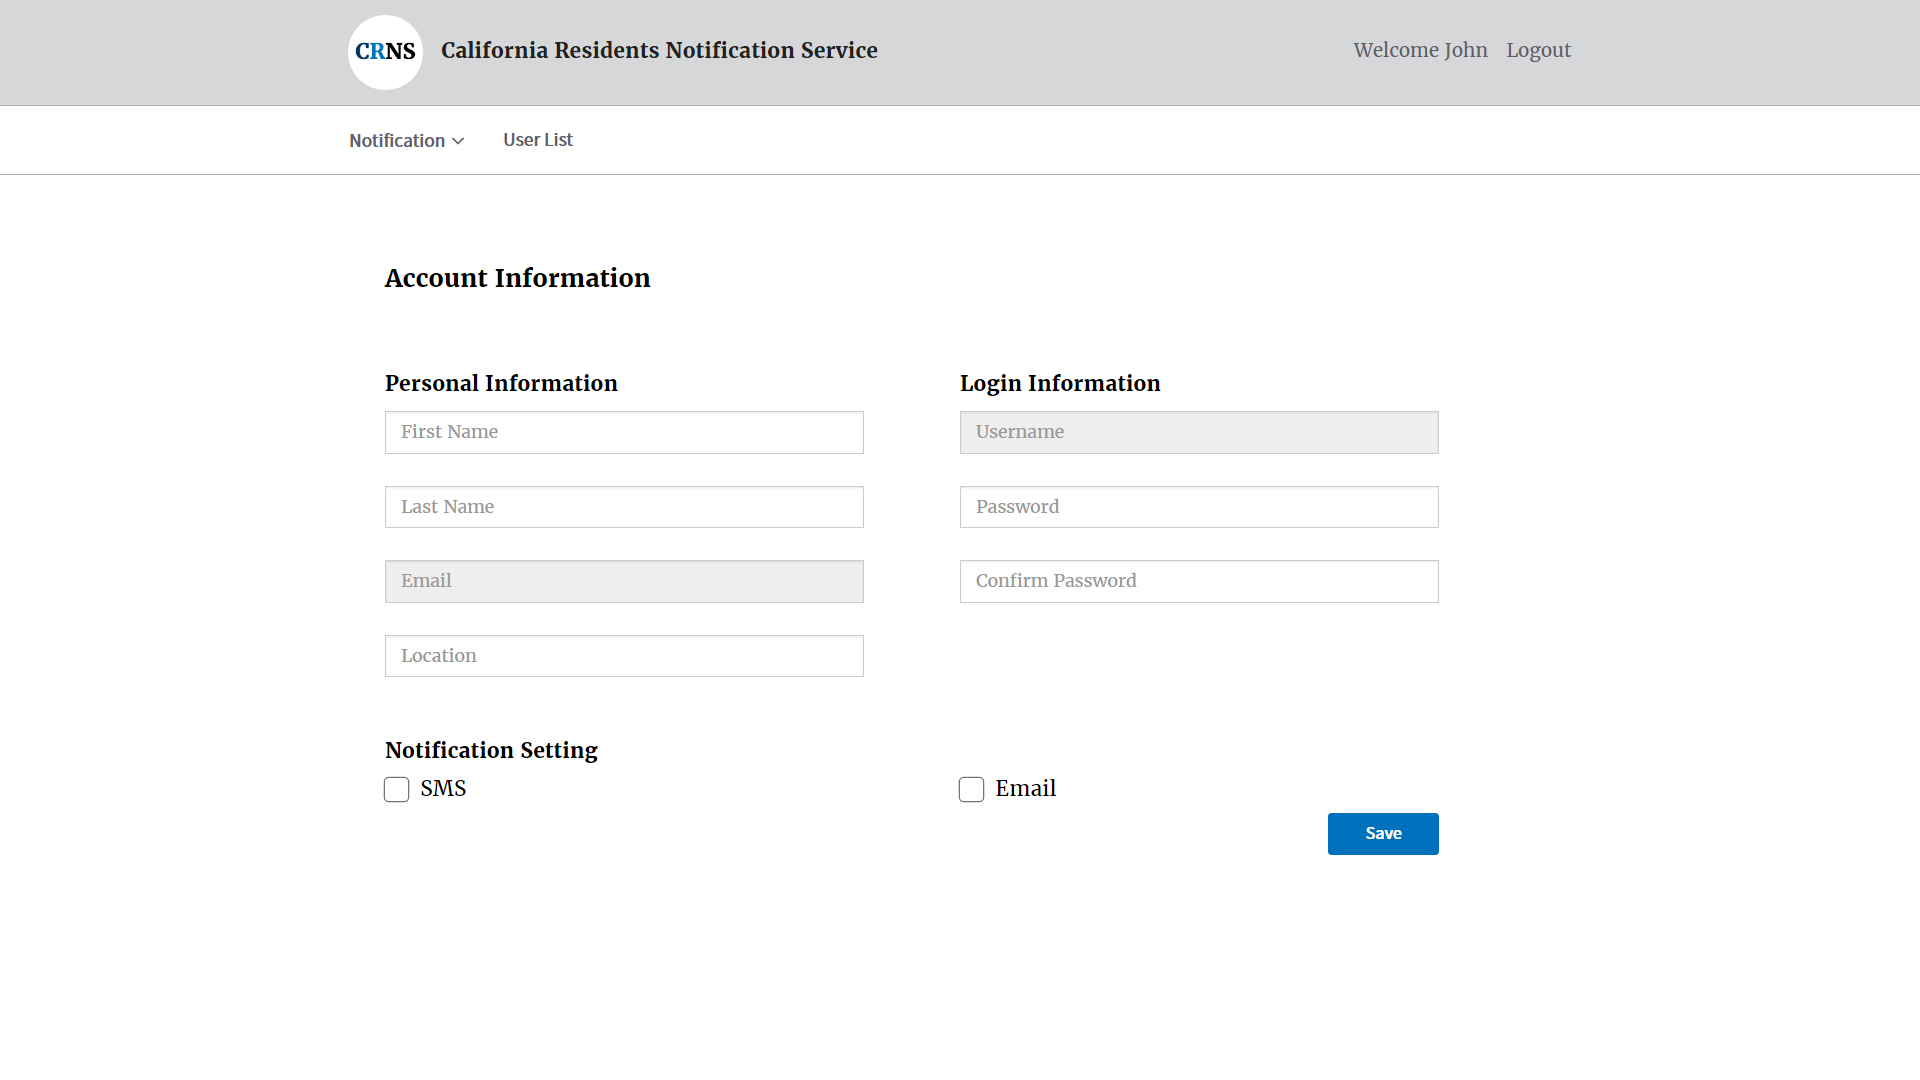 CRNS California Residents Notification Service Welcome John Logout
Notification User List
Account Information
Personal Information
First Name
Last Name
Email
Location
Login Information
Username
Password
Confirm Password
Notification Setting
SMS Email
Save